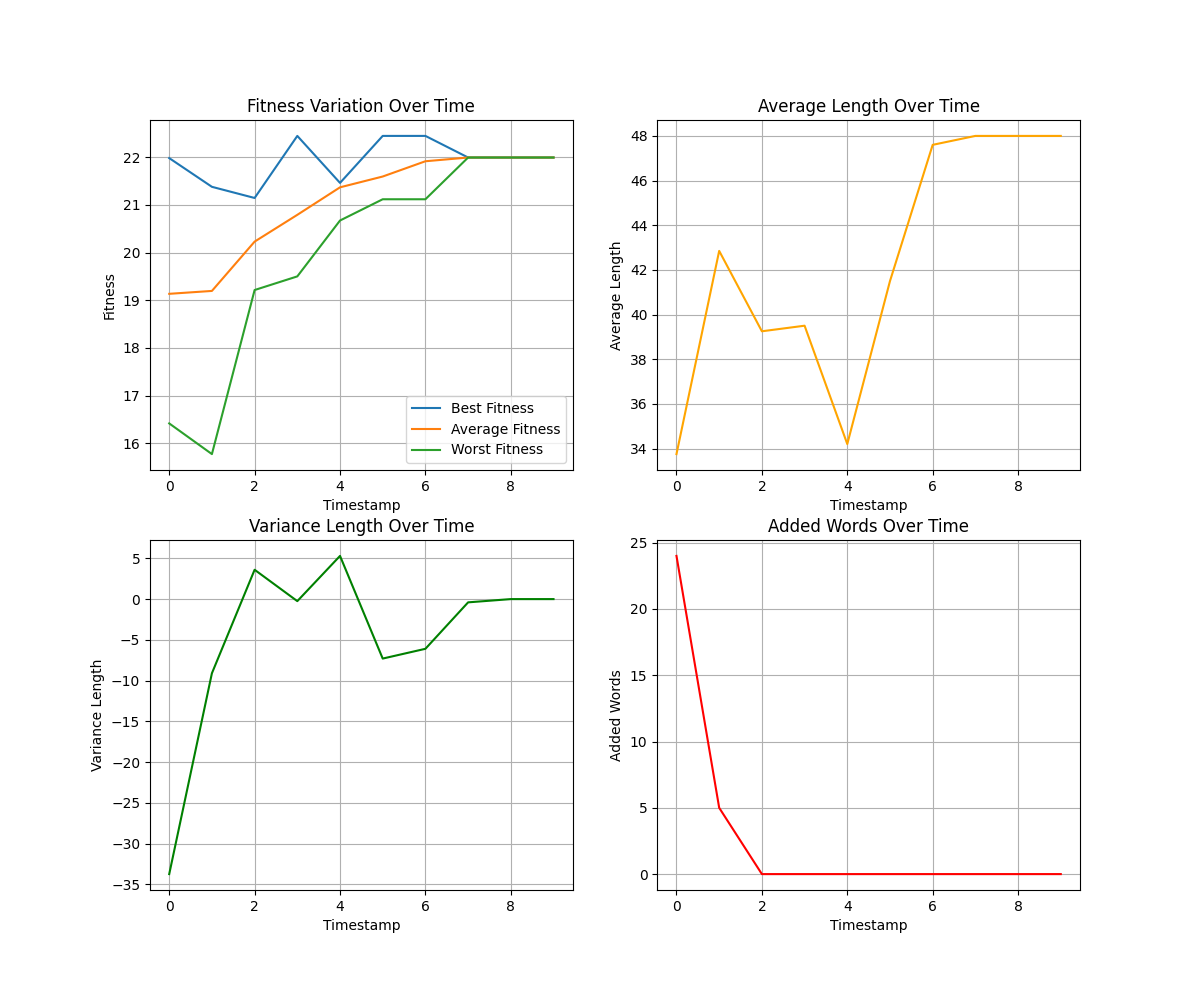 Fitness Variation Over Time
22
21
20
19
18
17
16
Fitness
Best Fitness
Average Fitness
Worst Fitness
0 2 4 6 8
Timestamp
Average Length Over Time
48
46
44
42
40
38
36
34
Average Length
0 2 4 6 8
Timestamp
Variance Length Over Time
5
0
−5
−10
−15
−20
−25
−30
−35
Variance Length
0 2 4 6 8
Timestamp
Added Words Over Time
25
20
15
10
5
0
Added Words
0 2 4 6 8
Timestamp